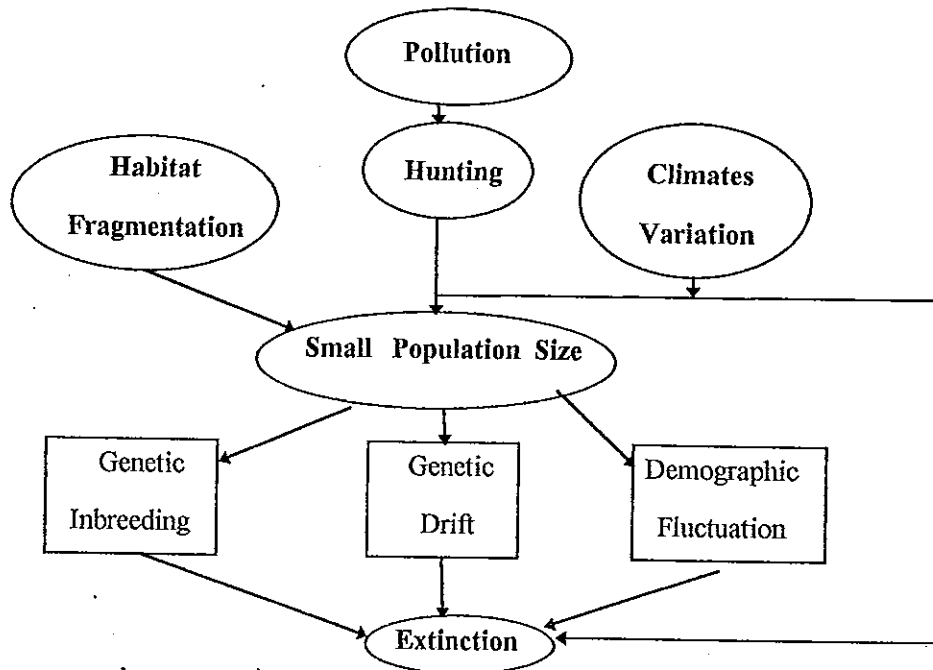 Pollution
Hunting
Habitat
Fragmentation
Climates
Variation
Small Population Size
Genetic
Inbreeding
Genetic
Drift
Demographic
Fluctuation
Extinction